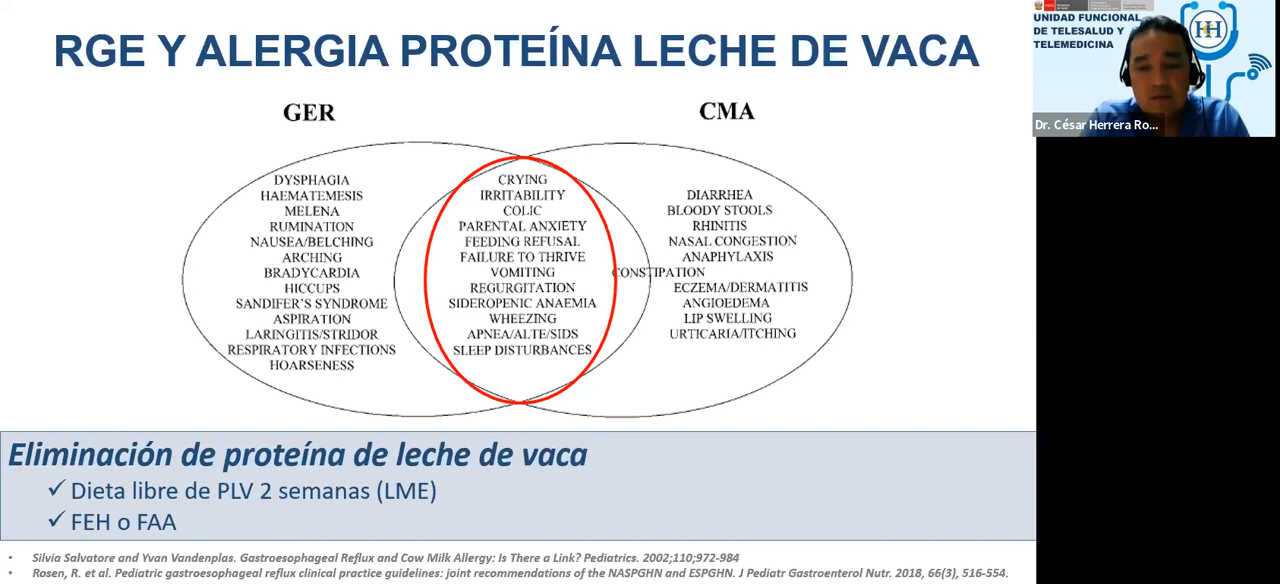 RGE Y ALERGIA PROTEÍNA LECHE DE VACA
GER
CMA
DYSPHAGIA
HAEMATEMESIS
MELENA
RUMINATION
NAUSEA/BELCHING
ARCHING
BRADYCARDIA
HICCUPS
SANDIFER'S SYNDROME
ASPIRATION
LARINGITIS/STRIDOR
RESPIRATORY INFECTIONS
HOARSENESS
CRYING
IRRITABILITY
COLIC
PARENTAL ANXIETY
FEEDING REFUSAL
FAILURE TO THRIVE
VOMITING
REGURGITATION
SIDEROPENIC ANAEMIA
WHEEZING
APNEA/ALTE/SIDS
SLEEP DISTURBANCES
DIARRHEA
BLOODY STOOLS
RHINITIS
NASAL CONGESTION
ANAPHYLAXIS
CONSTIPATION
ECZEMA/DERMATITIS
ANGIOEDEMA
LIP SWELLING
URTICARIA/ITCHING
Eliminación de proteína de leche de vaca
✓ Dieta libre de PLV 2 semanas (LME)
✓ FEH o FAA
• Silvia Salvatore and Yvan Vandenplas. Gastroesophageal Reflux and Cow Milk Allergy: Is There a Link? Pediatrics. 2002;110;972-984
• Rosen, R. et al. Pediatric gastroesophageal reflux clinical practice guidelines: joint recommendations of the NASPGHN and ESPGHN. J Pediatr Gastroenterol Nutr. 2018, 66(3), 516-554.
UNIDAD FUNCIONAL
DE TELESALUD Y
TELEMEDICINA
HH
Dr. César Herrera Ro...